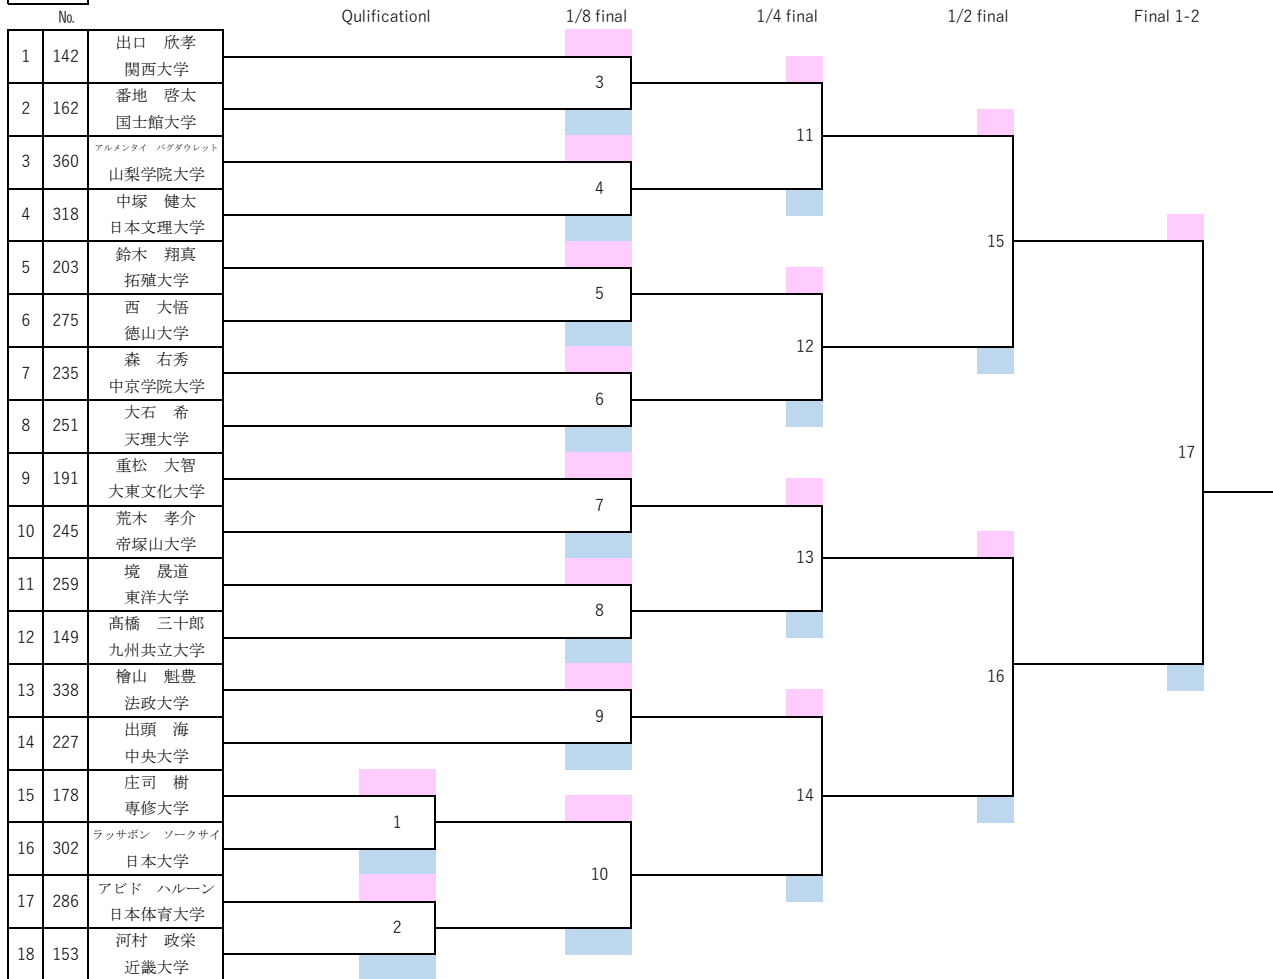 № Qulificationl 1/8 final 1/4 final 1/2 final Final 1-2
1 142 出口 欣孝
関西大学
3
2 162 番地 啓太
国士館大学
11
3 360 アルメンタイ バグダウレット
山梨学院大学
4
4 318 中塚 健太
日本文理大学
15
5 203 鈴木 翔真
拓殖大学
5
6 275 西 大悟
徳山大学
12
7 235 森 右秀
中京学院大学
6
8 251 大石 希
天理大学
17
9 191 重松 大智
大東文化大学
7
10 245 荒木 孝介
帝塚山大学
13
11 259 境 晟道
東洋大学
8
12 149 髙橋 三十郎
九州共立大学
16
13 338 檜山 魁豊
法政大学
9
14 227 出頭 海
中央大学
15 178 庄司 樹
専修大学
14
1
16 302 ラッサボン ソークサイ
日本大学
10
17 286 アビド ハルーン
日本体育大学
2
18 153 河村 政栄
近畿大学